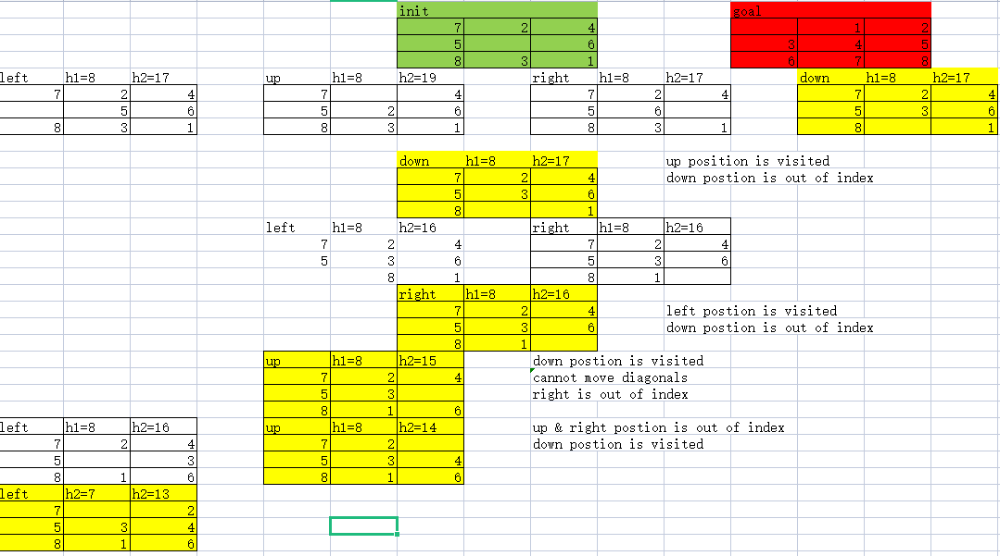 init goal
7 2 4 1 2
5 6 3 4 5
8 3 1 6 7 8
left h1=8 h2=17 up h1=8 h2=19 right h1=8 h2=17 down h1=8 h2=17
7 2 4 7 4 7 2 4 7 2 4
5 6 5 2 6 5 6 5 3 6
8 3 1 8 3 1 8 3 1 8 1
down h1=8 h2=17 up position is visited
7 2 4 down postion is out of index
5 3 6
8 1
left h1=8 h2=16 right h1=8 h2=16
7 2 4 7 2 4
5 3 6 5 3 6
8 1 8 1
right h1=8 h2=16
7 2 4 left postion is visited
5 3 6 down postion is out of index
8 1
up h1=8 h2=15 down postion is visited
7 2 4 cannot move diagonals
5 3 right is out of index
8 1 6
left h1=8 h2=16 up h1=8 h2=14 up & right postion is out of index
7 2 4 7 2 down postion is visited
5 3 5 3 4
8 1 6 8 1 6
left h2=7 h2=13
7 2
5 3 4
8 1 6